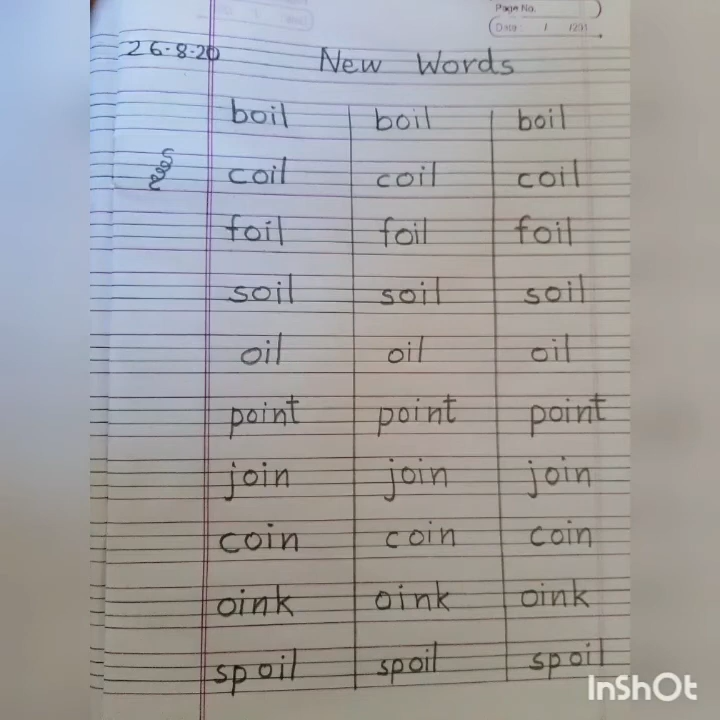 Page No.
Date / /201
26-8-20 New Words
boil boil boil
coil coil coil
foil foil foil
soil soil soil
oil oil oil
point point point
join join join
coin coin coin
oink oink oink
spoil spoil spoil
InShOt